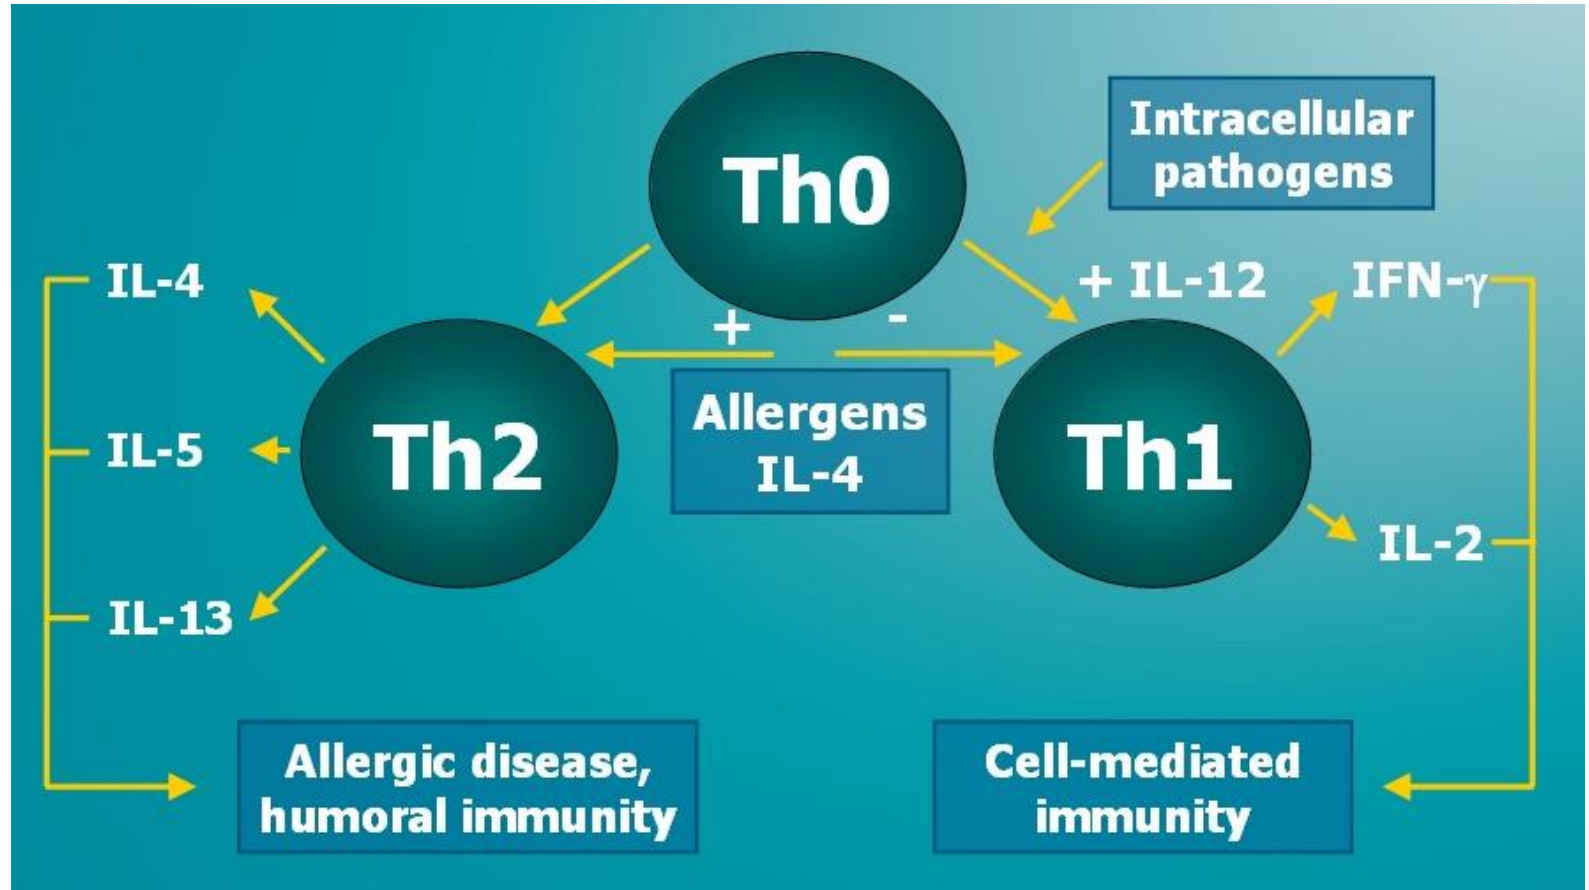 Th0
Intracellular
pathogens
IL-4
+ IL-12
IFN-γ
+
-
Allergens
IL-4
Th2
Th1
IL-5
IL-2
IL-13
Allergic disease,
humoral immunity
Cell-mediated
immunity